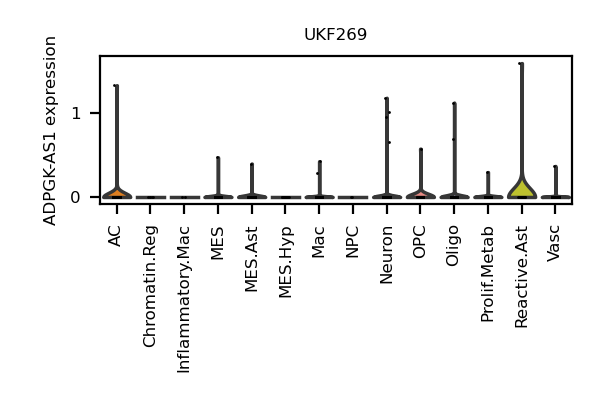 UKF269
ADPGK-AS1 expression
1
0
AC
Chromatin.Reg
Inflammatory.Mac
MES
MES.Ast
MES.Hyp
Mac
NPC
Neuron
OPC
Oligo
Prolif.Metab
Reactive.Ast
Vasc